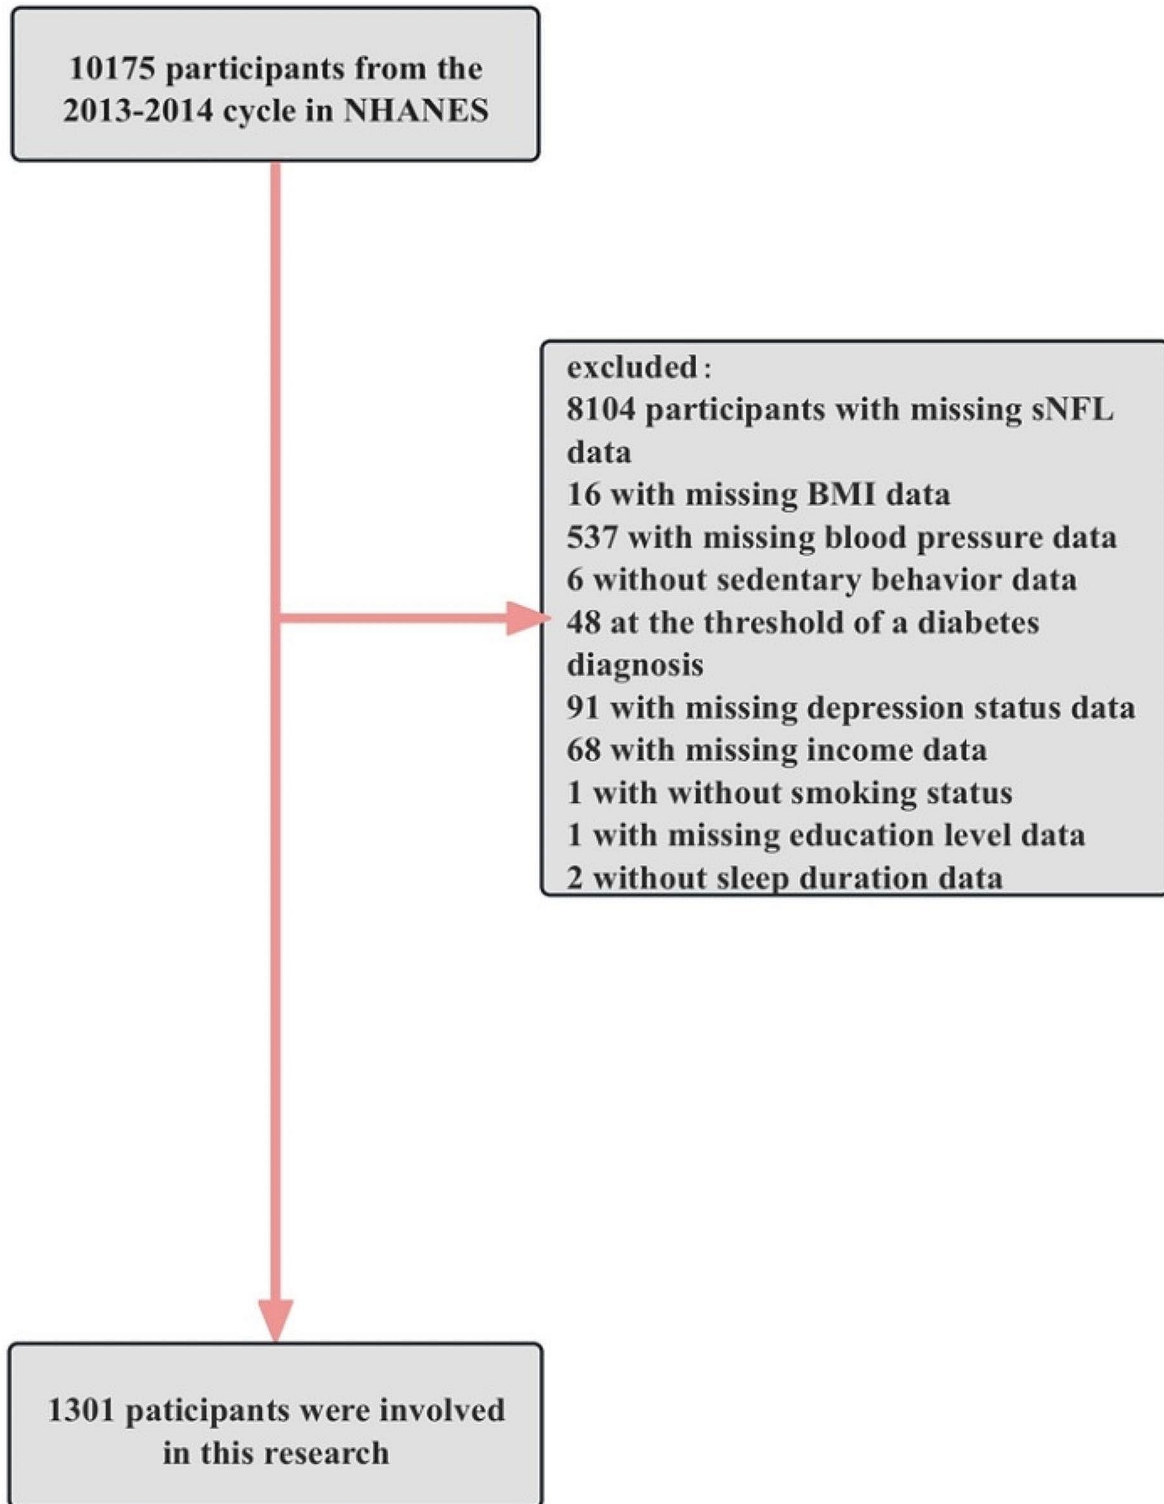 10175 participants from the
2013-2014 cycle in NHANES
excluded:
8104 participants with missing sNFL
data
16 with missing BMI data
537 with missing blood pressure data
6 without sedentary behavior data
48 at the threshold of a diabetes
diagnosis
91 with missing depression status data
68 with missing income data
1 with without smoking status
1 with missing education level data
2 without sleep duration data
1301 paticipants were involved
in this research